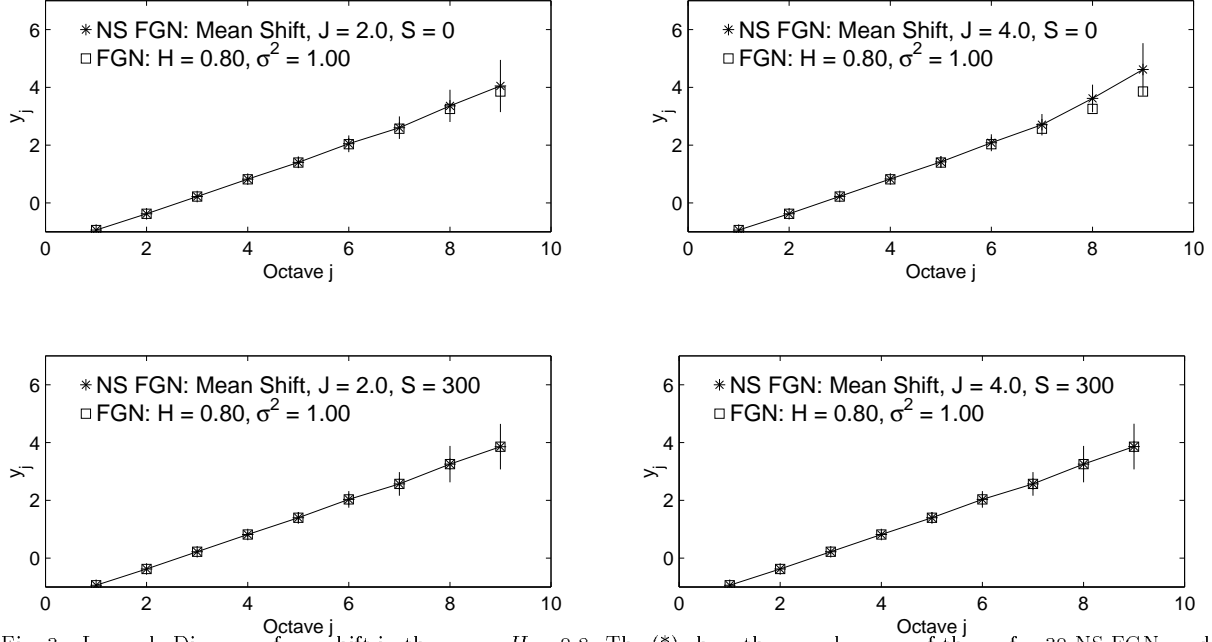 6
4
2
0
y_j
✳ NS FGN: Mean Shift, J = 2.0, S = 0
□ FGN: H = 0.80, σ² = 1.00
0 2 4 6 8 10
Octave j
6
4
2
0
y_j
✳ NS FGN: Mean Shift, J = 4.0, S = 0
□ FGN: H = 0.80, σ² = 1.00
0 2 4 6 8 10
Octave j
6
4
2
0
y_j
✳ NS FGN: Mean Shift, J = 2.0, S = 300
□ FGN: H = 0.80, σ² = 1.00
0 2 4 6 8 10
Octave j
6
4
2
0
y_j
✳ NS FGN: Mean Shift, J = 4.0, S = 300
□ FGN: H = 0.80, σ² = 1.00
0 2 4 6 8 10
Octave j